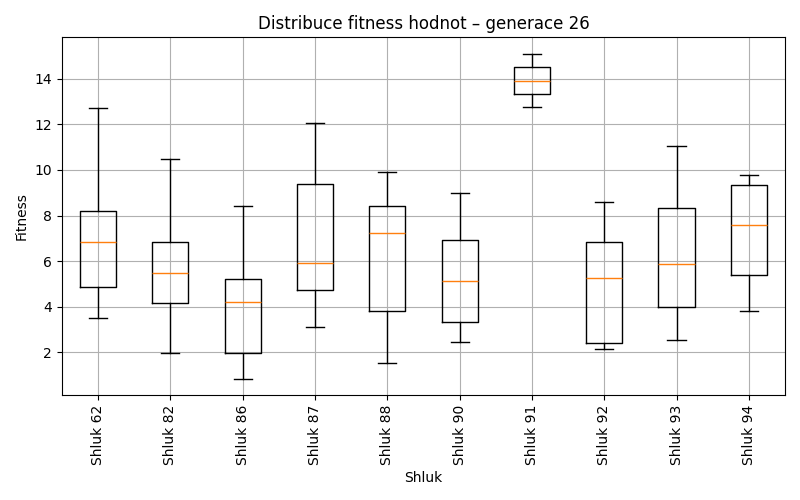 Distribuce fitness hodnot – generace 26
Fitness
14
12
10
8
6
4
2
Shluk 62
Shluk 82
Shluk 86
Shluk 87
Shluk 88
Shluk 90
Shluk 91
Shluk 92
Shluk 93
Shluk 94
Shluk